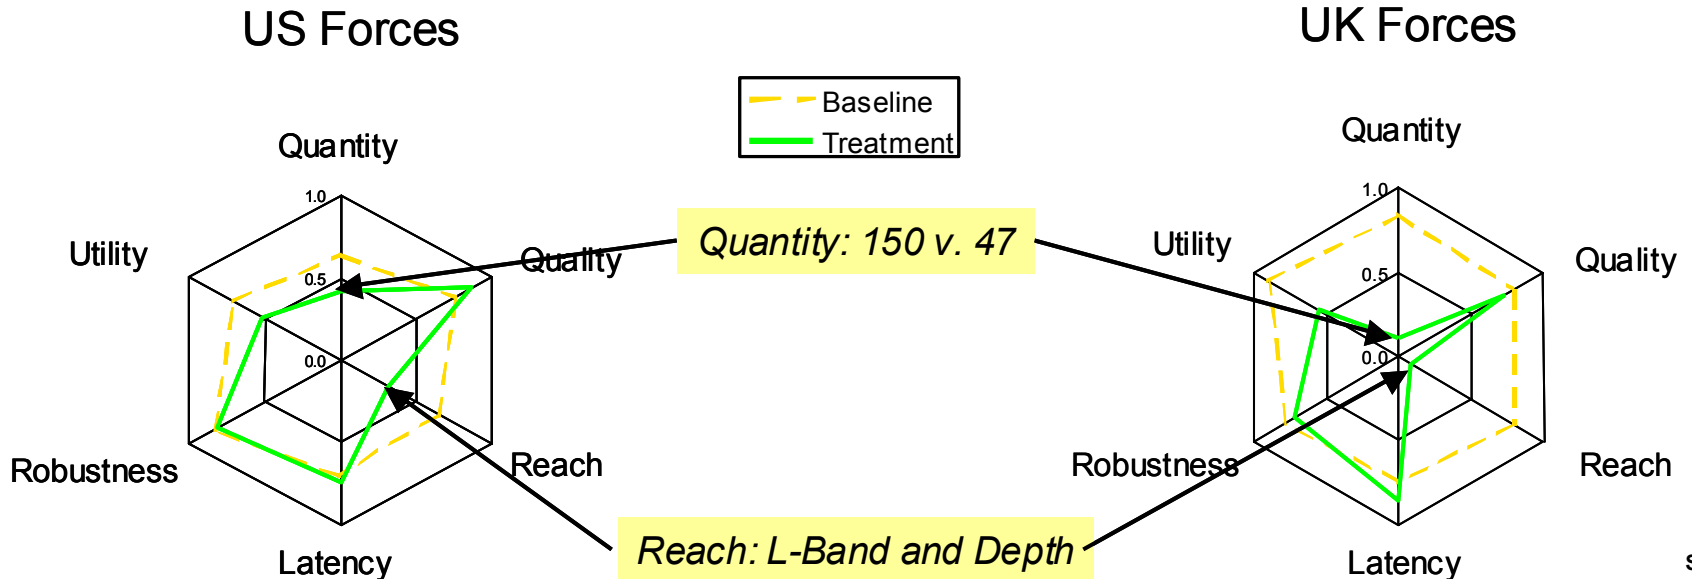 US Forces
UK Forces
Baseline
Treatment
Quantity
1.0
Utility
Quality
0.5
0.0
Robustness
Reach
Latency
Quantity: 150 v. 47
Reach: L-Band and Depth
Quantity
1.0
Utility
Quality
0.5
0.0
Robustness
Reach
Latency
s